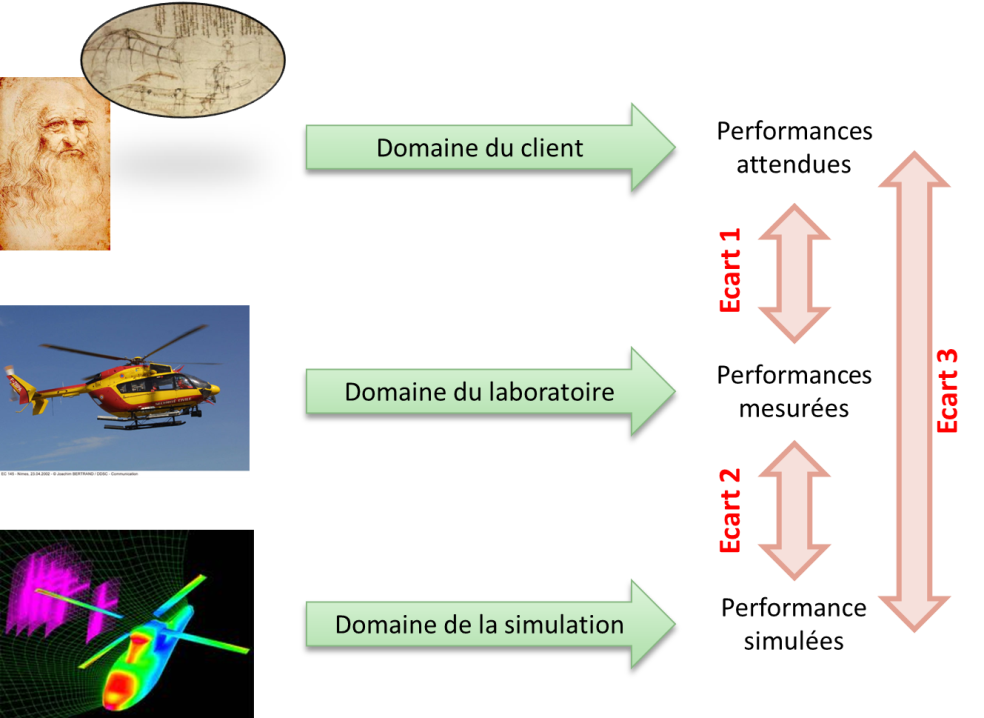 Domaine du client
Performances
attendues
Ecart 1
Domaine du laboratoire
Performances
mesurées
Ecart 3
Ecart 2
Domaine de la simulation
Performance
simulées